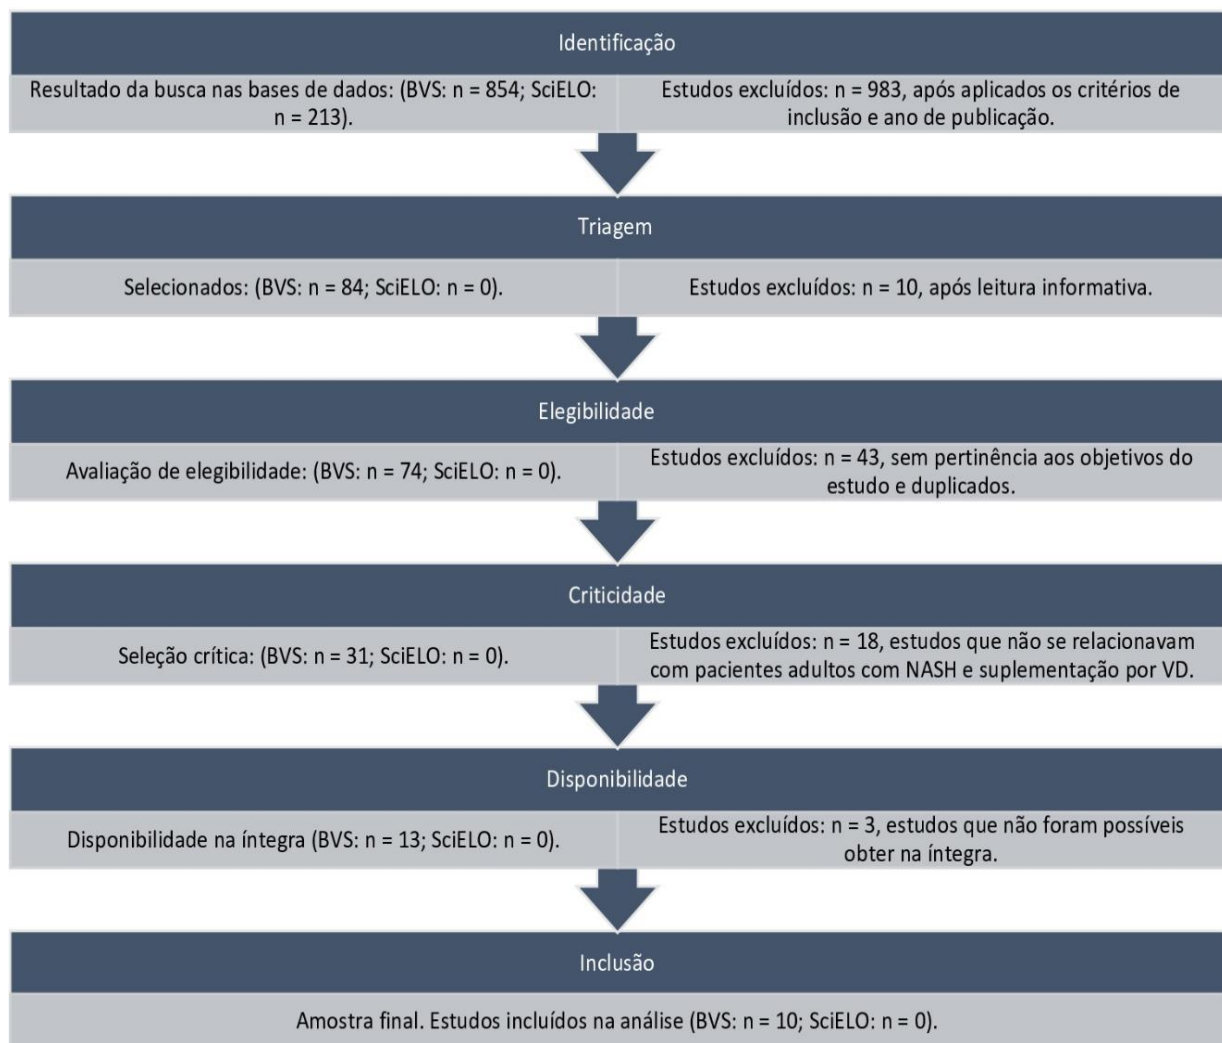 Identificação
Resultado da busca nas bases de dados: (BVS: n = 854; SciELO:
n = 213).
Estudos excluídos: n = 983, após aplicados os critérios de
inclusão e ano de publicação.
Triagem
Selecionados: (BVS: n = 84; SciELO: n = 0).
Estudos excluídos: n = 10, após leitura informativa.
Elegibilidade
Avaliação de elegibilidade: (BVS: n = 74; SciELO: n = 0).
Estudos excluídos: n = 43, sem pertinência aos objetivos do
estudo e duplicados.
Criticidade
Seleção crítica: (BVS: n = 31; SciELO: n = 0).
Estudos excluídos: n = 18, estudos que não se relacionavam
com pacientes adultos com NASH e suplementação por VD.
Disponibilidade
Disponibilidade na íntegra (BVS: n = 13; SciELO: n = 0).
Estudos excluídos: n = 3, estudos que não foram possíveis
obter na íntegra.
Inclusão
Amostra final. Estudos incluídos na análise (BVS: n = 10; SciELO: n = 0).